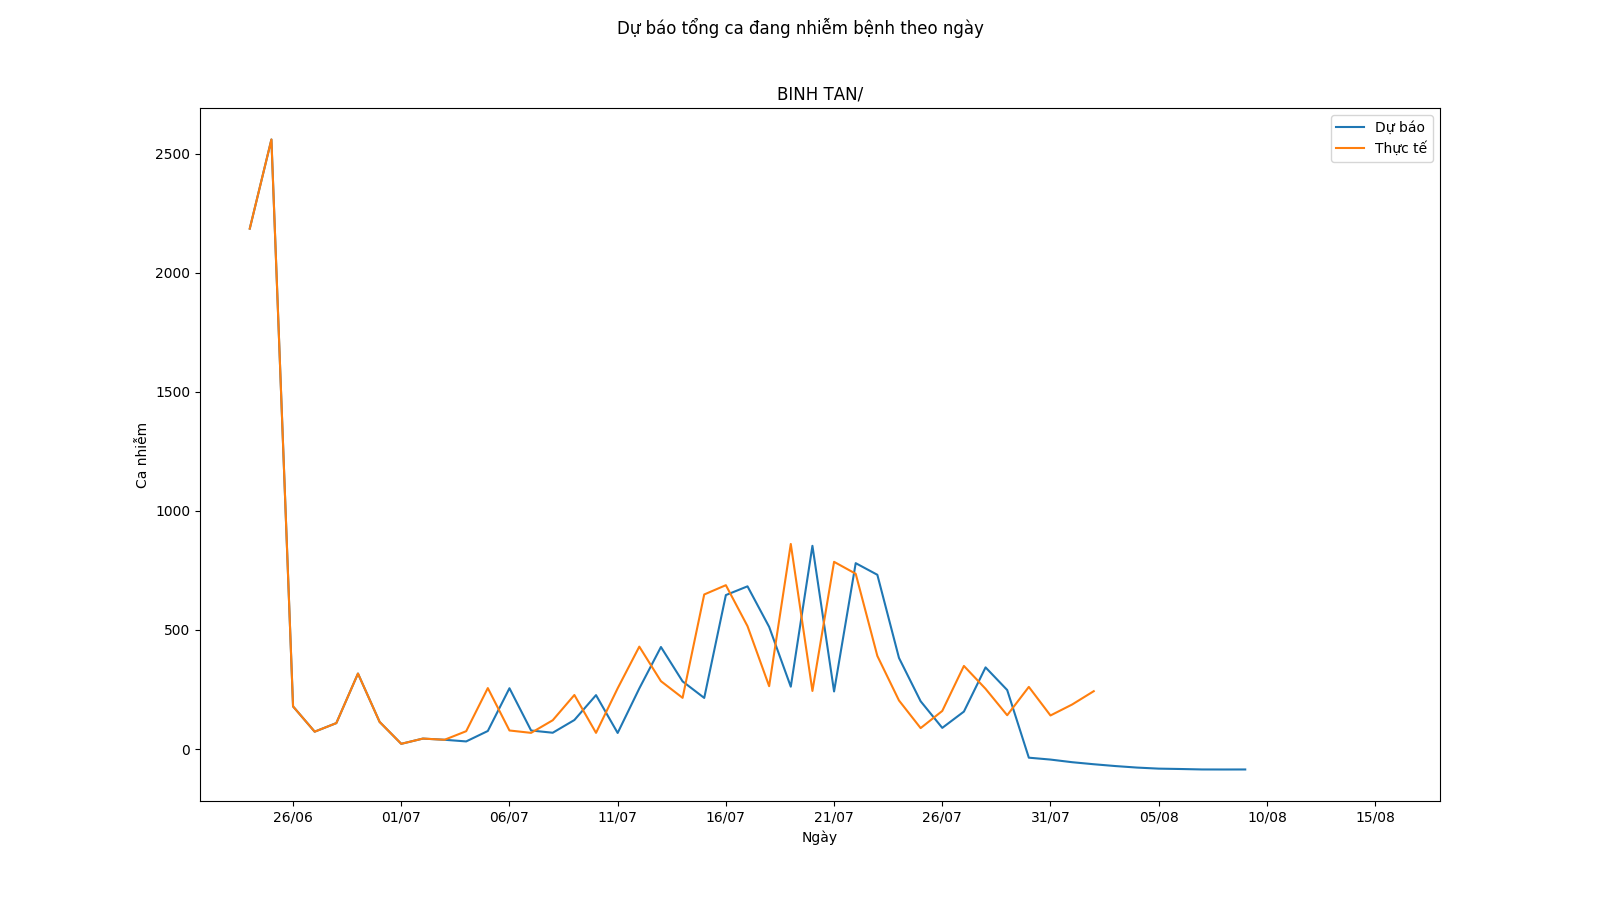 Dự báo tổng ca đang nhiễm bệnh theo ngày
BINH TAN/
Dự báo
Thực tế
2500
2000
1500
1000
500
0
Ca nhiễm
26/06 01/07 06/07 11/07 16/07 21/07 26/07 31/07 05/08 10/08 15/08
Ngày